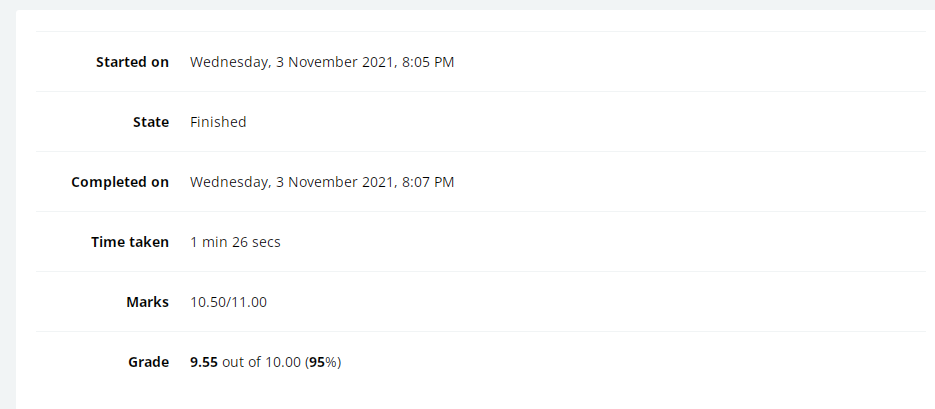 Started on Wednesday, 3 November 2021, 8:05 PM
State Finished
Completed on Wednesday, 3 November 2021, 8:07 PM
Time taken 1 min 26 secs
Marks 10.50/11.00
Grade 9.55 out of 10.00 (95%)